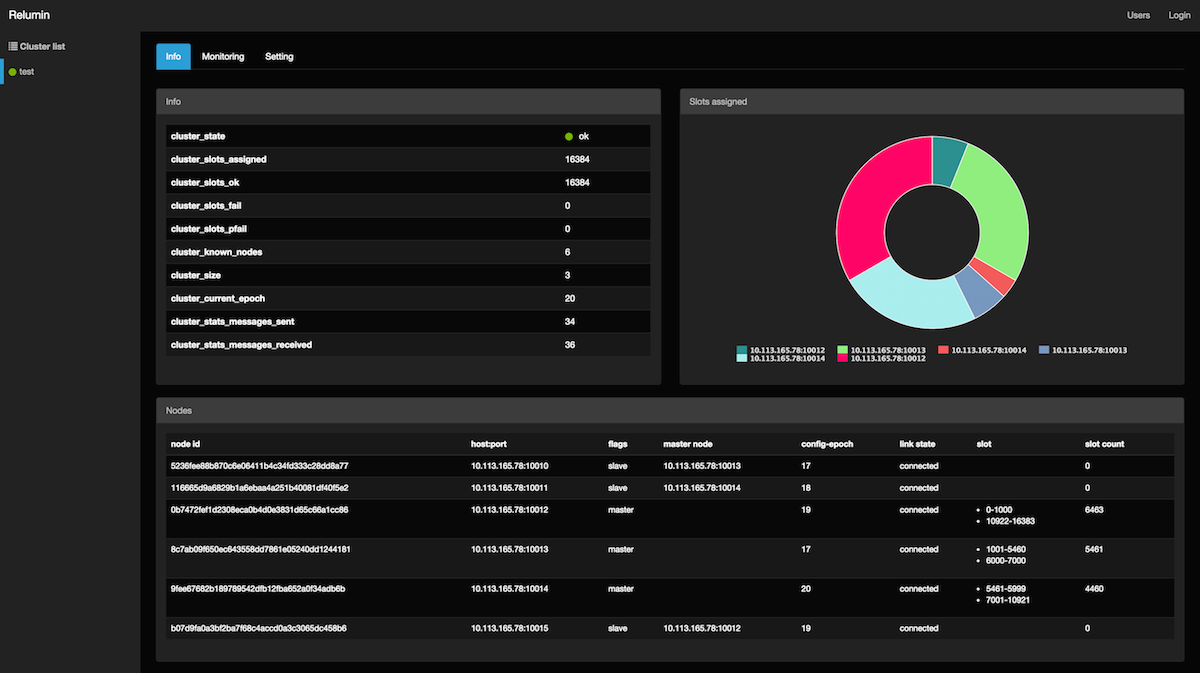 Relumin
Users Login
Cluster list
test
Info Monitoring Setting
Info
cluster_state ok
cluster_slots_assigned 16384
cluster_slots_ok 16384
cluster_slots_fail 0
cluster_slots_pfail 0
cluster_known_nodes 6
cluster_size 3
cluster_current_epoch 20
cluster_stats_messages_sent 34
cluster_stats_messages_received 36
Slots assigned
10.113.165.78:10012 10.113.165.78:10013 10.113.165.78:10014 10.113.165.78:10013
10.113.165.78:10014 10.113.165.78:10012
Nodes
node id host:port flags master node config-epoch link state slot slot count
5236fee88b870c6e06411b4c34fd333c28dd8a77 10.113.165.78:10010 slave 10.113.165.78:10013 17 connected 0
116665d9a6829b1a6ebaa4a251b40081df40f5e2 10.113.165.78:10011 slave 10.113.165.78:10014 18 connected 0
0b7472fef1d2308eca0b4d0e3831d65c66a1cc86 10.113.165.78:10012 master 19 connected • 0-1000 6463
• 10922-16383
8c7ab09f650ec643558dd7861e05240dd1244181 10.113.165.78:10013 master 17 connected • 1001-5460 5461
• 6000-7000
9fee67682b189789542dfb12fba652a0f34adb6b 10.113.165.78:10014 master 20 connected • 5461-5999 4460
• 7001-10921
b07d9fa0a3bf2ba7f68c4accd0a3c3065dc458b6 10.113.165.78:10015 slave 10.113.165.78:10012 19 connected 0